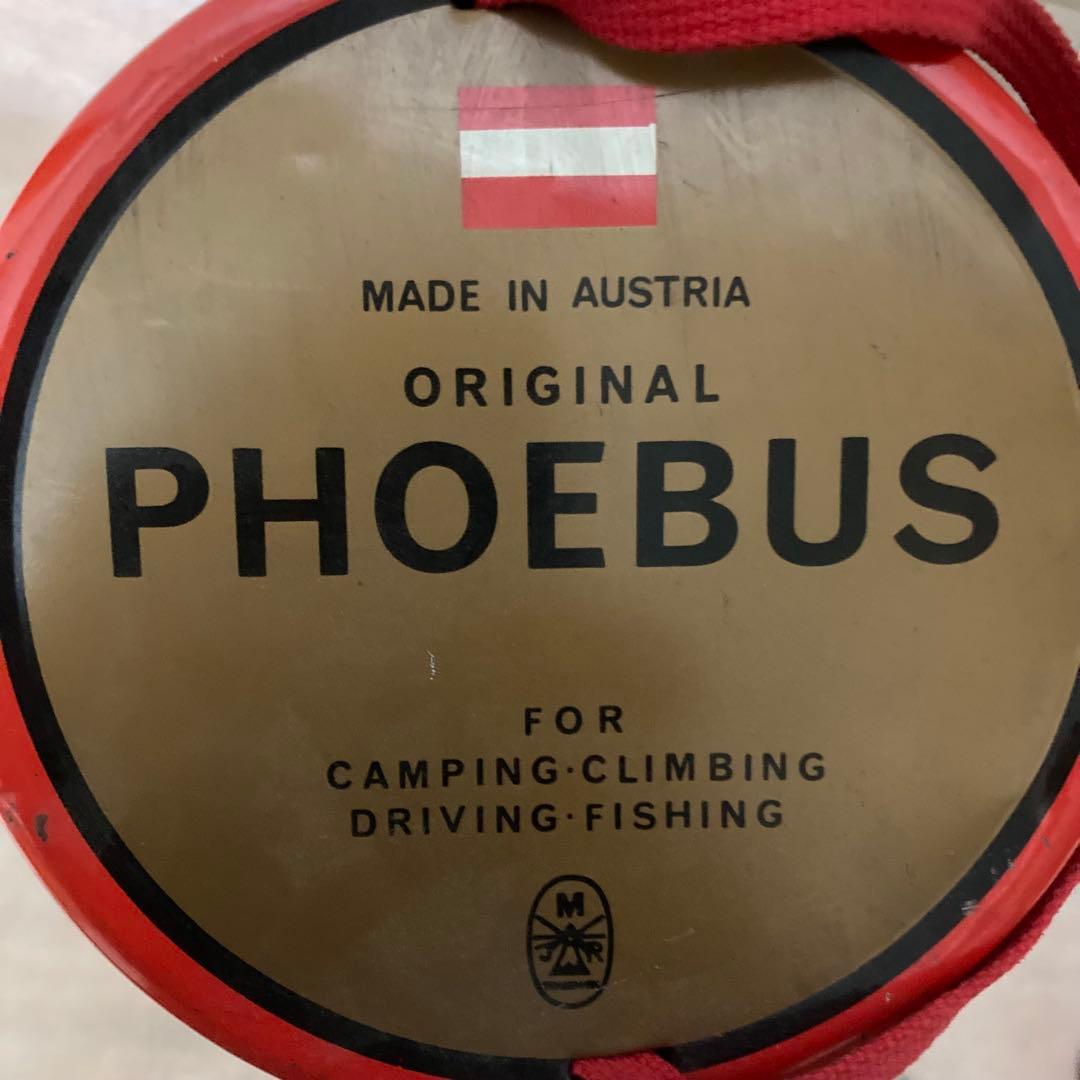 MADE IN AUSTRIA
ORIGINAL
PHOEBUS
FOR
CAMPING·CLIMBING
DRIVING·FISHING
M
J R